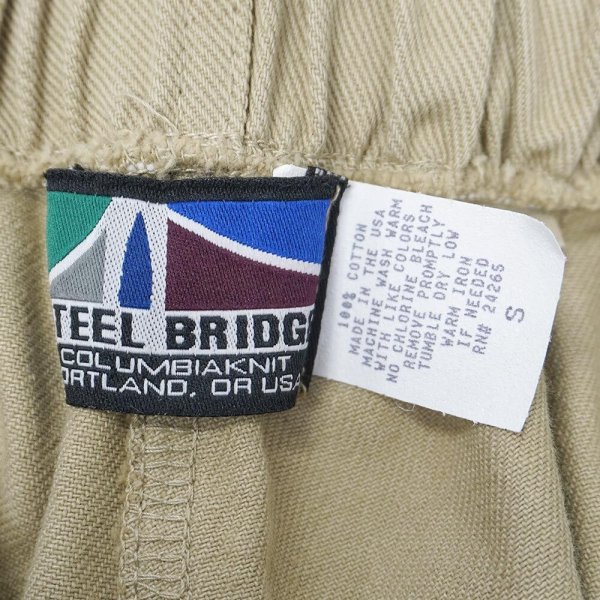 TEEL BRIDG
COLUMBIAKNIT
ORTLAND, OR USA
100% COTTON
MADE IN THE USA
MACHINE WASH WARM
WITH LIKE COLORS
NO CHLORINE BLEACH
REMOVE PROMPTLY
TUMBLE DRY LOW
WARM IRON
IF NEEDED
RN# 24265
S